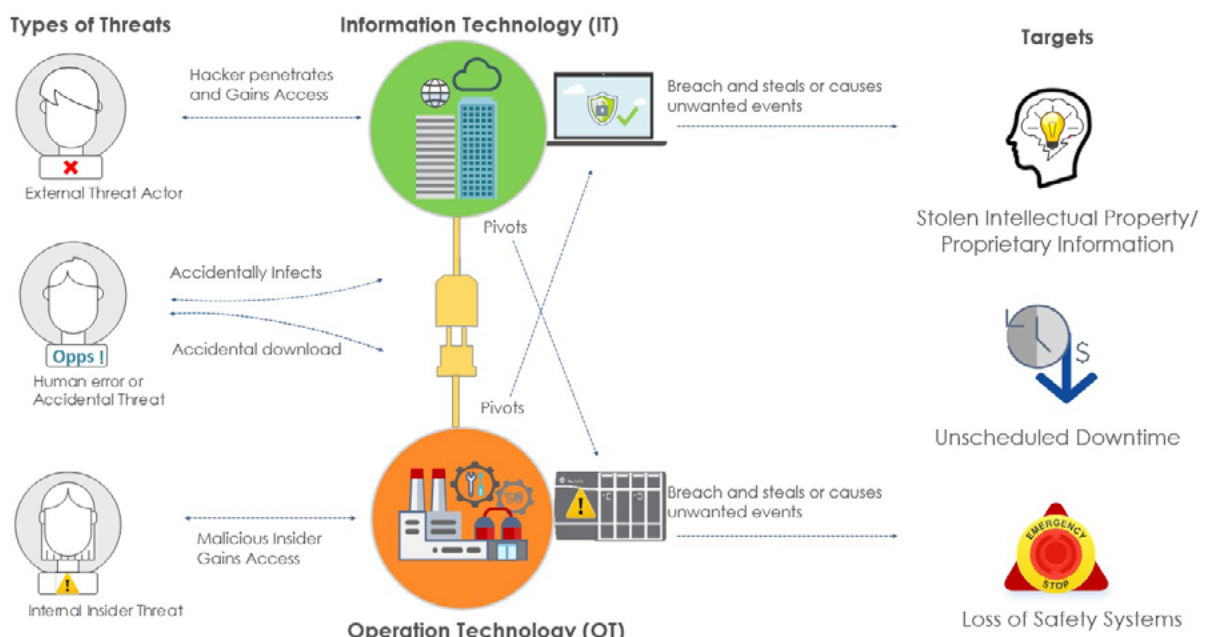 Types of Threats
Information Technology (IT)
Targets
Hacker penetrates
and Gains Access
Breach and steals or causes
unwanted events
External Threat Actor
Stolen Intellectual Property/
Proprietary Information
Pivots
Accidentally Infects
Accidental download
Opps !
Human error or
Accidental Threat
$
Pivots
Unscheduled Downtime
Breach and steals or causes
unwanted events
Malicious Insider
Gains Access
EMERGENCY
STOP
Internal Insider Threat
Loss of Safety Systems
Operation Technology (OT)